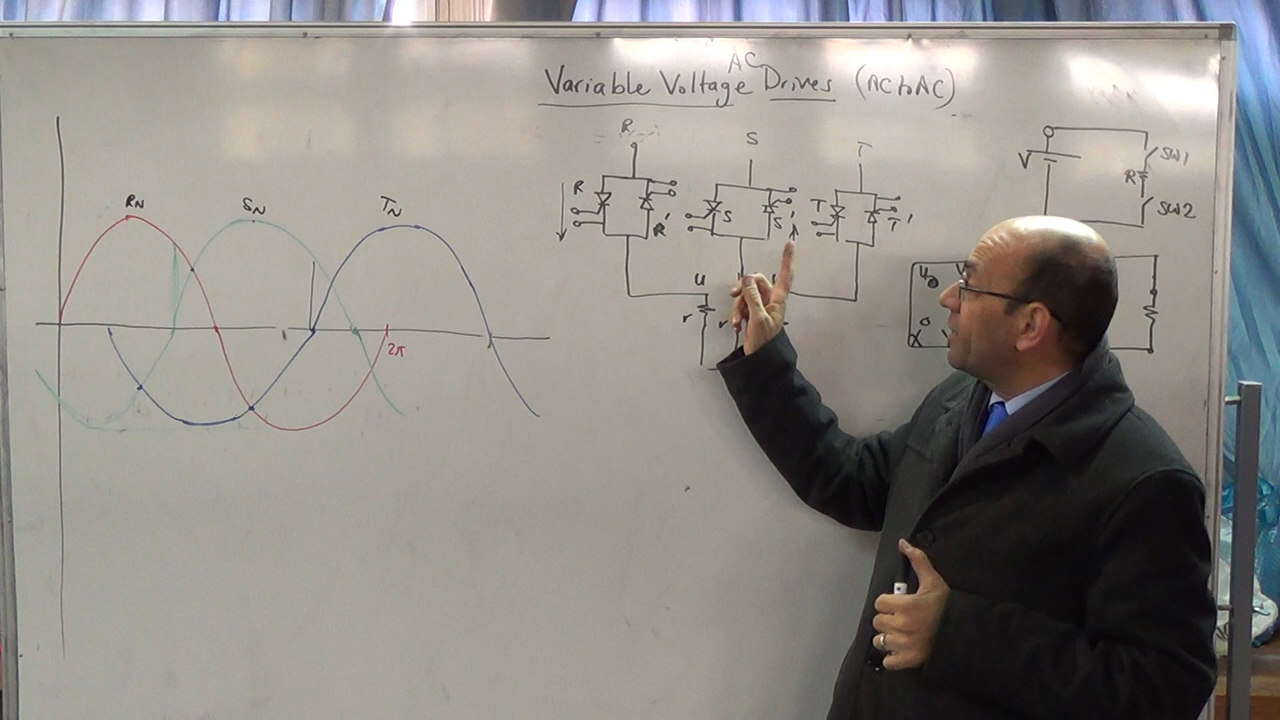 Variable Voltage AC Drives (AC to AC)
R S T
R R' S S' T T'
RN SN TN
2π
U
r r
V SW1
R
SW2
U
X